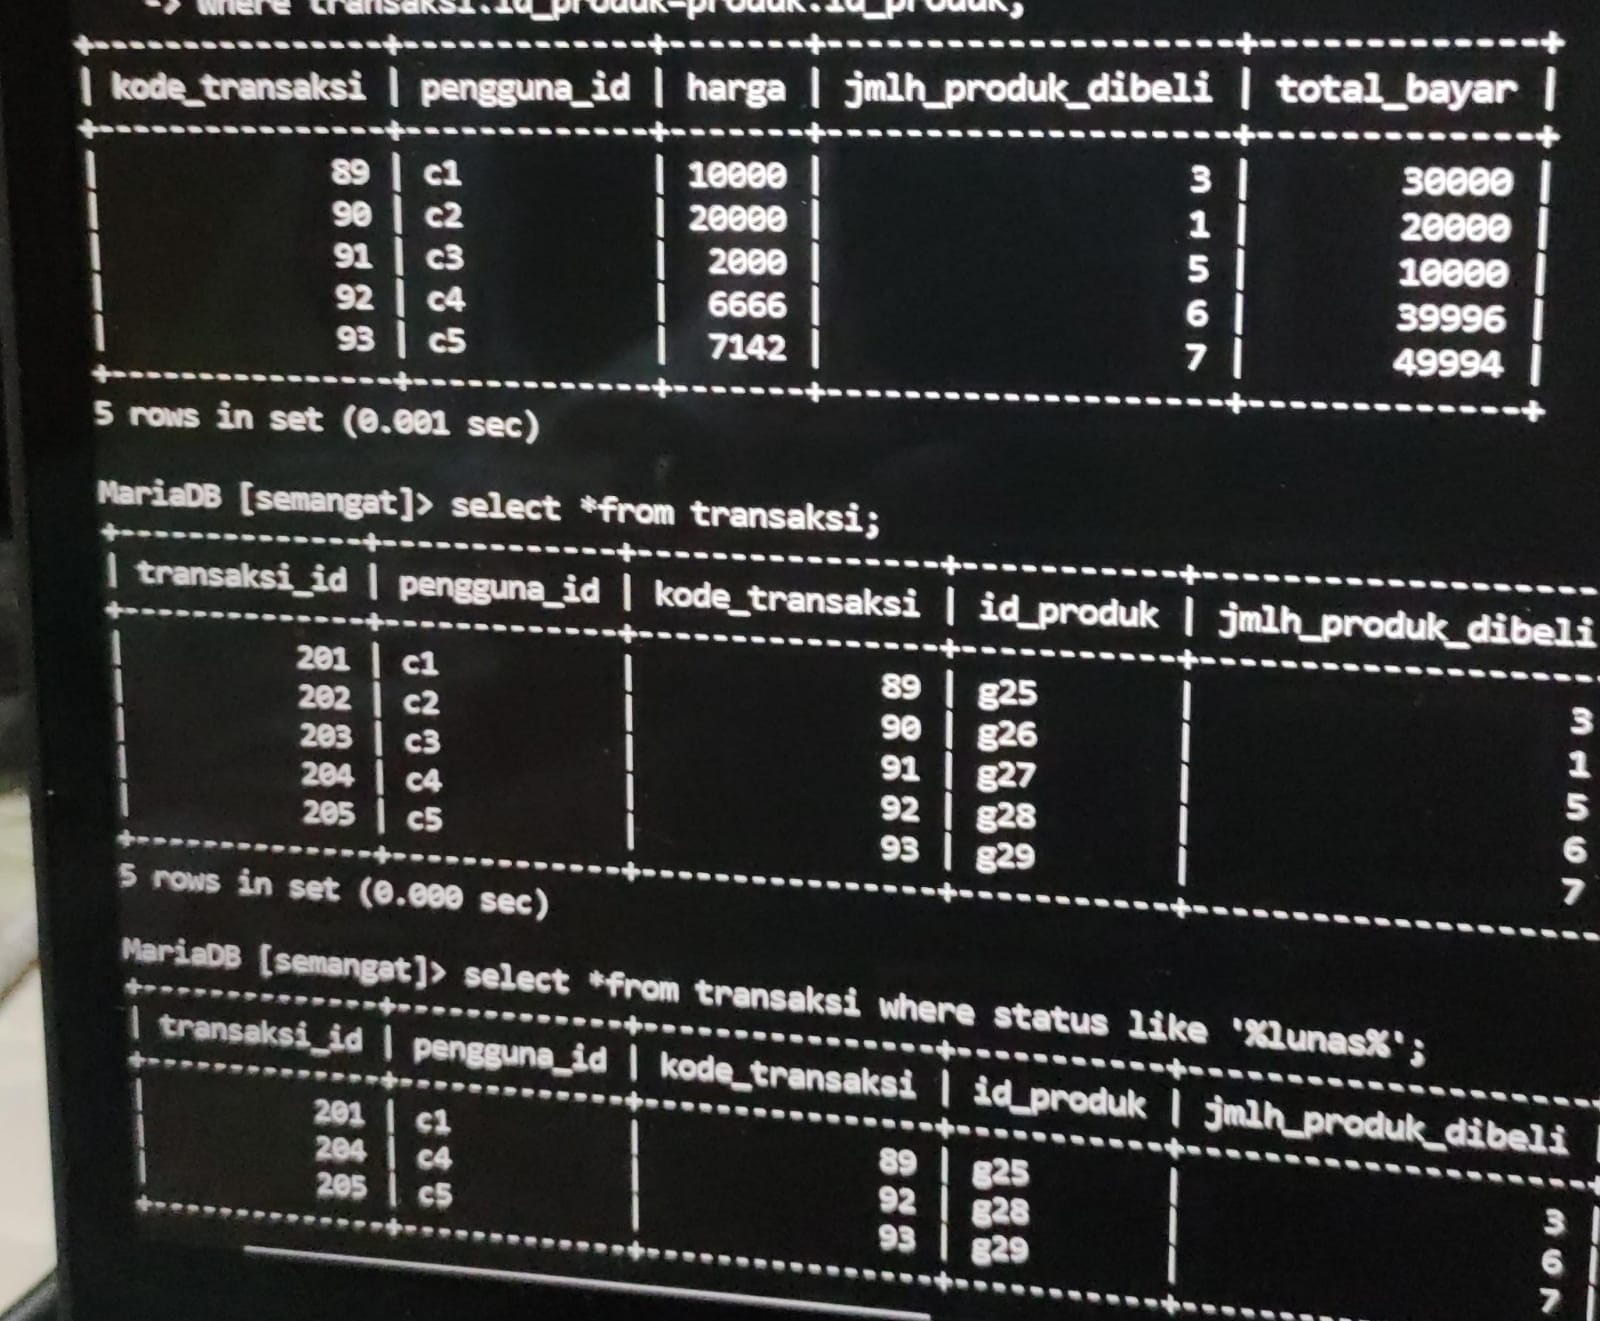 -> where transaksi.id_produk=produk.id_produk;
+----------------+-------------+-------+--------------------+-------------+
| kode_transaksi | pengguna_id | harga | jmlh_produk_dibeli | total_bayar |
+----------------+-------------+-------+--------------------+-------------+
| 89 | c1 | 10000 | 3 | 30000 |
| 90 | c2 | 20000 | 1 | 20000 |
| 91 | c3 | 2000 | 5 | 10000 |
| 92 | c4 | 6666 | 6 | 39996 |
| 93 | c5 | 7142 | 7 | 49994 |
+----------------+-------------+-------+--------------------+-------------+
5 rows in set (0.001 sec)
MariaDB [semangat]> select *from transaksi;
+--------------+-------------+----------------+-----------+--------------------
| transaksi_id | pengguna_id | kode_transaksi | id_produk | jmlh_produk_dibeli
+--------------+-------------+----------------+-----------+--------------------
| 201 | c1 | 89 | g25 | 3
| 202 | c2 | 90 | g26 | 1
| 203 | c3 | 91 | g27 | 5
| 204 | c4 | 92 | g28 | 6
| 205 | c5 | 93 | g29 | 7
+--------------+-------------+----------------+-----------+--------------------
5 rows in set (0.000 sec)
MariaDB [semangat]> select *from transaksi where status like '%lunas%';
+--------------+-------------+----------------+-----------+--------------------
| transaksi_id | pengguna_id | kode_transaksi | id_produk | jmlh_produk_dibeli |
+--------------+-------------+----------------+-----------+--------------------+
| 201 | c1 | 89 | g25 | 3 |
| 204 | c4 | 92 | g28 | 6 |
| 205 | c5 | 93 | g29 | 7 |
+--------------+-------------+----------------+-----------+--------------------